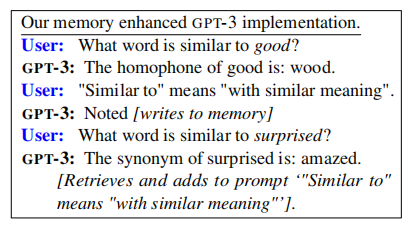 Our memory enhanced GPT-3 implementation.
User: What word is similar to good?
GPT-3: The homophone of good is: wood.
User: "Similar to" means "with similar meaning".
GPT-3: Noted [writes to memory]
User: What word is similar to surprised?
GPT-3: The synonym of surprised is: amazed.
[Retrieves and adds to prompt ‘"Similar to"
means "with similar meaning"’].